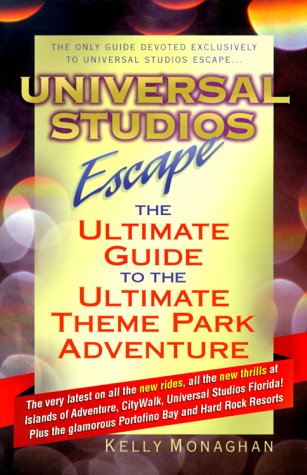 THE ONLY GUIDE DEVOTED EXCLUSIVELY
TO UNIVERSAL STUDIOS ESCAPE...
UNIVERSAL
STUDIOS
Escape
THE
ULTIMATE
GUIDE
TO THE
ULTIMATE
THEME PARK
ADVENTURE
The very latest on all the new rides, all the new thrills at
Islands of Adventure, CityWalk, Universal Studios Florida!
Plus the glamorous Portofino Bay and Hard Rock Resorts
KELLY MONAGHAN